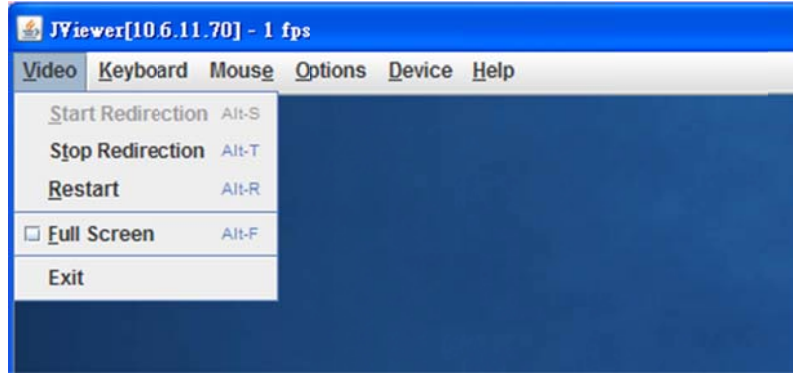 JViewer[10.6.11.70] - 1 fps
Video Keyboard Mouse Options Device Help
Start Redirection Alt-S
Stop Redirection Alt-T
Restart Alt-R
Full Screen Alt-F
Exit